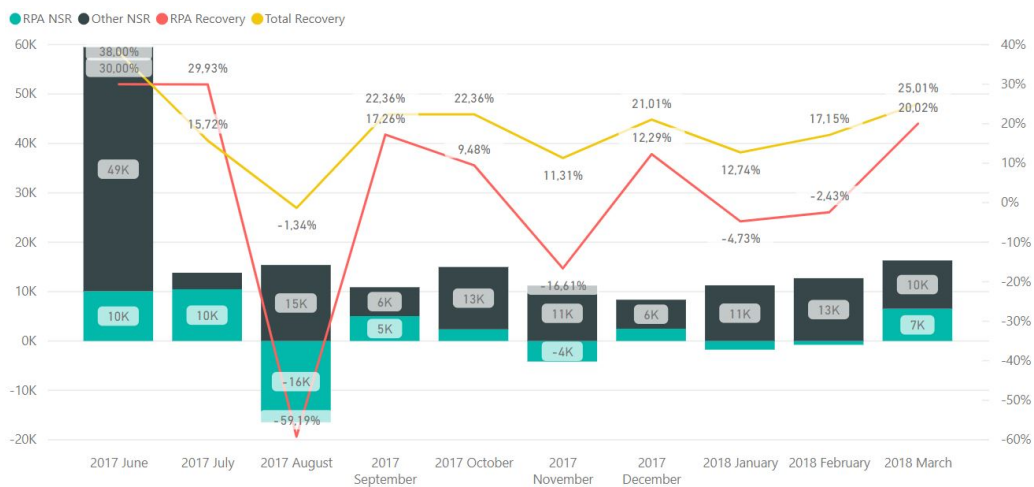 RPA NSR Other NSR RPA Recovery Total Recovery
60K 40%
38,00%
30,00% 29,93%
50K 30%
25,01%
22,36% 22,36% 21,01% 20,02%
15,72% 17,26% 17,15%
40K 20%
12,29%
9,48%
49K 11,31% 12,74%
30K 10%
-2,43%
20K 0%
-1,34% -4,73%
10K -10%
-16,61%
15K 6K 13K 11K 6K 11K 13K 10K
10K 10K 5K 7K
0K -20%
-4K
-16K
-10K -30%
-59,19%
-20K -40%
-50%
-60%
2017 June 2017 July 2017 August 2017 September 2017 October 2017 November 2017 December 2018 January 2018 February 2018 March